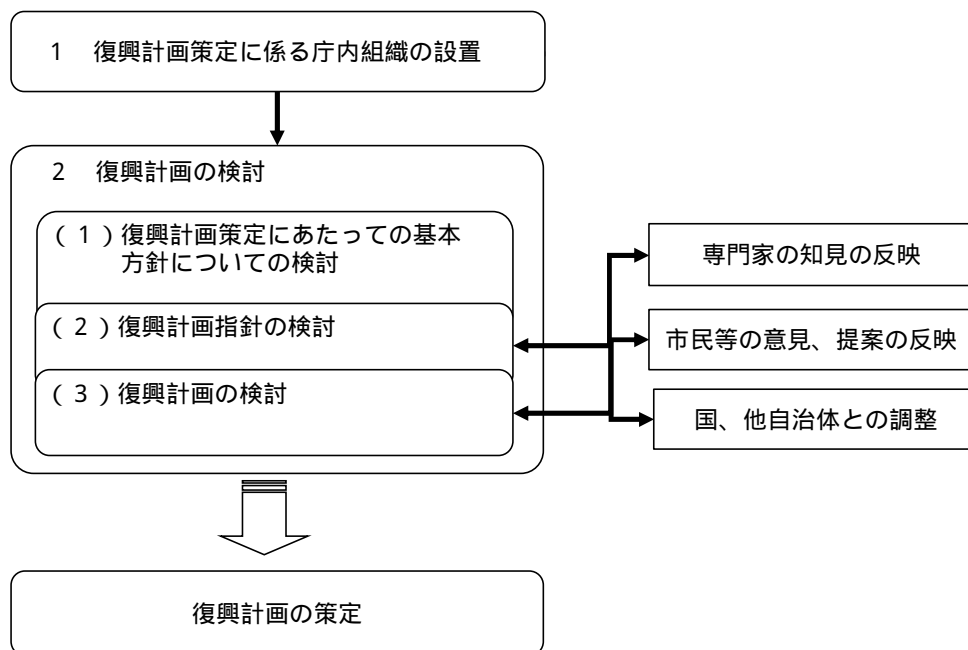 1　復興計画策定に係る庁内組織の設置
2　復興計画の検討
（１）復興計画策定にあたっての基本
方針についての検討
（２）復興計画指針の検討
（３）復興計画の検討
専門家の知見の反映
市民等の意見、提案の反映
国、他自治体との調整
復興計画の策定